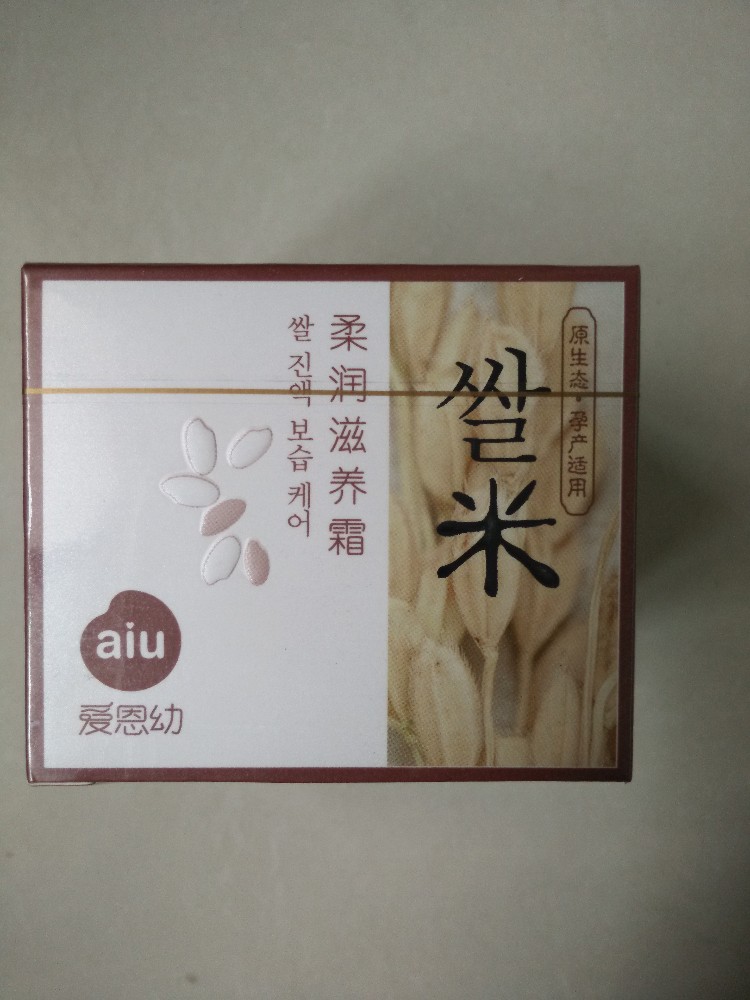 原生态·孕产适用
쌀米
柔润滋养霜
쌀 진액 보습 케어
aiu
爱恩幼